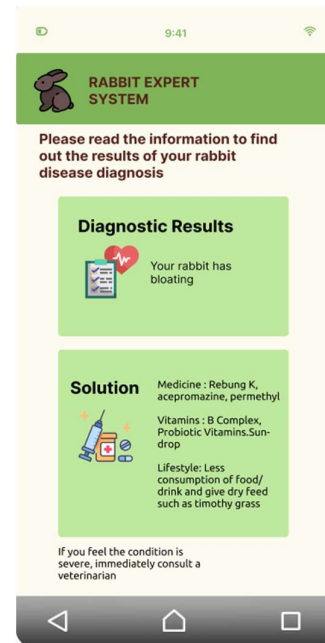 9:41
RABBIT EXPERT
SYSTEM
Please read the information to find
out the results of your rabbit
disease diagnosis
Diagnostic Results
Your rabbit has
bloating
Solution
Medicine : Rebung K,
acepromazine, permethyl
Vitamins : B Complex,
Probiotic Vitamins.Sun-
drop
Lifestyle: Less
consumption of food/
drink and give dry feed
such as timothy grass
If you feel the condition is
severe, immediately consult a
veterinarian